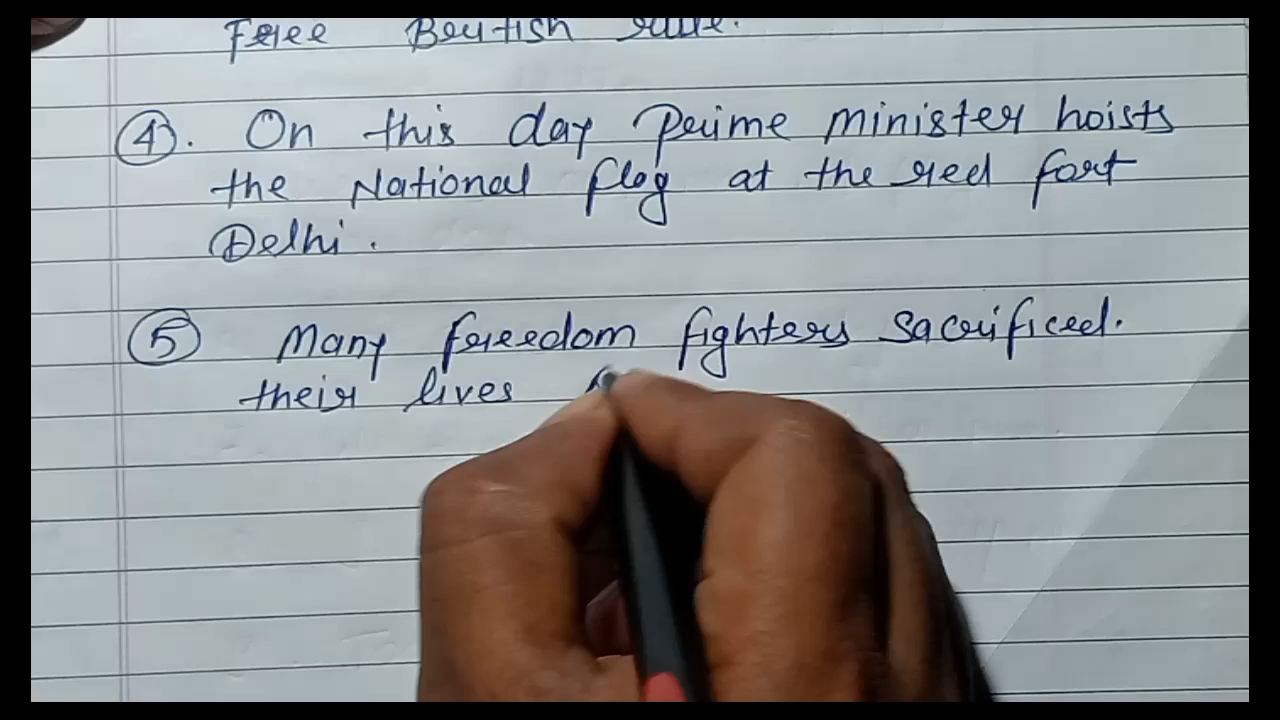 Free British rule.
4. On this day Prime minister hoists
the National flag at the red fort
Delhi.
5 Many freedom fighters sacrificed.
their lives